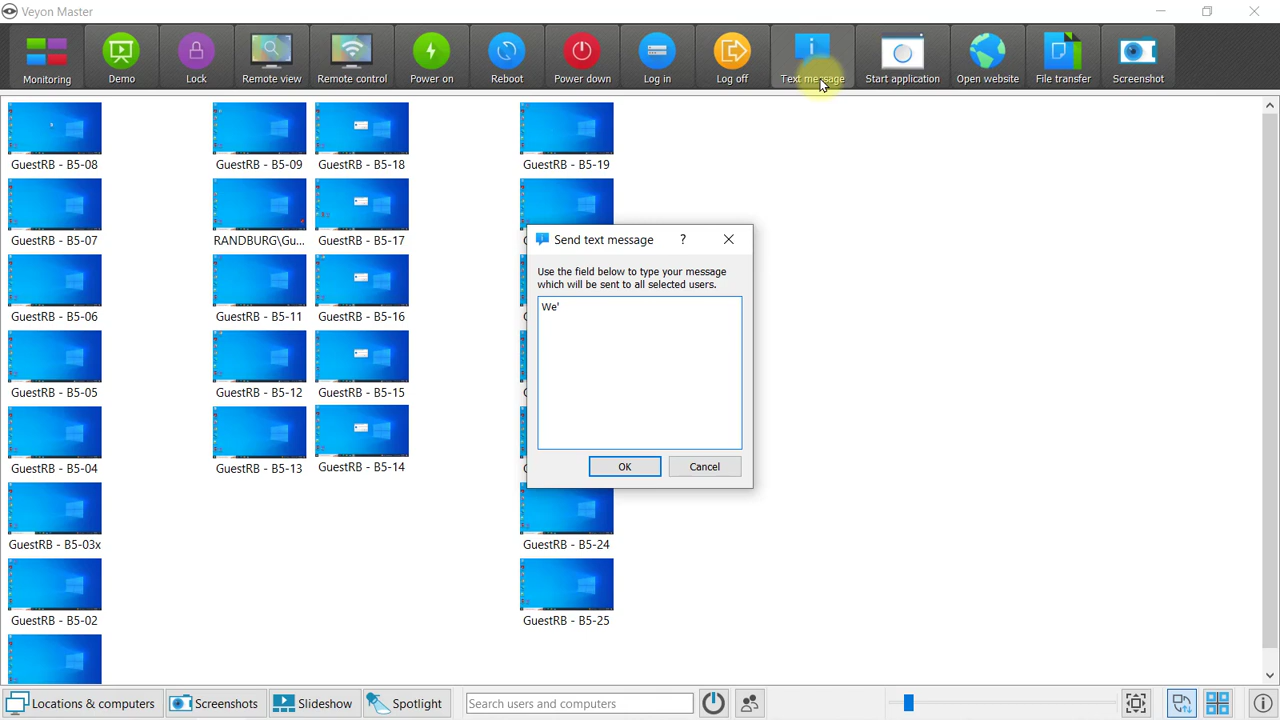 Veyon Master
Monitoring
Demo
Lock
Remote view
Remote control
Power on
Reboot
Power down
Log in
Log off
Text message
Start application
Open website
File transfer
Screenshot
GuestRB - B5-08
GuestRB - B5-09
GuestRB - B5-18
GuestRB - B5-19
GuestRB - B5-07
RANDBURG\Gu...
GuestRB - B5-17
GuestRB - B5-06
GuestRB - B5-11
GuestRB - B5-16
GuestRB - B5-05
GuestRB - B5-12
GuestRB - B5-15
GuestRB - B5-04
GuestRB - B5-13
GuestRB - B5-14
GuestRB - B5-03x
GuestRB - B5-24
GuestRB - B5-02
GuestRB - B5-25
Send text message
?
Use the field below to type your message
which will be sent to all selected users.
We'
OK
Cancel
Locations & computers
Screenshots
Slideshow
Spotlight
Search users and computers